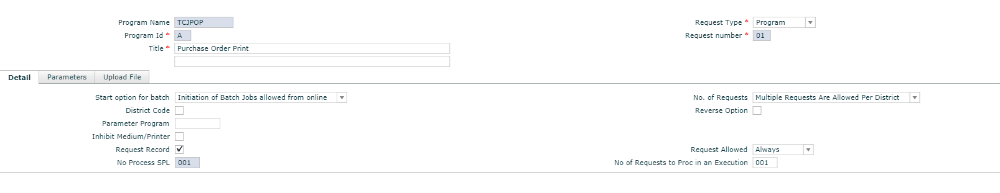 Program Name TCJPOP Request Type * Program
Program Id * A Request number * 01
Title * Purchase Order Print
Detail Parameters Upload File
Start option for batch Initiation of Batch Jobs allowed from online No. of Requests Multiple Requests Are Allowed Per District
District Code Reverse Option
Parameter Program
Inhibit Medium/Printer
Request Record Request Allowed Always
No Process SPL 001 No of Requests to Proc in an Execution 001